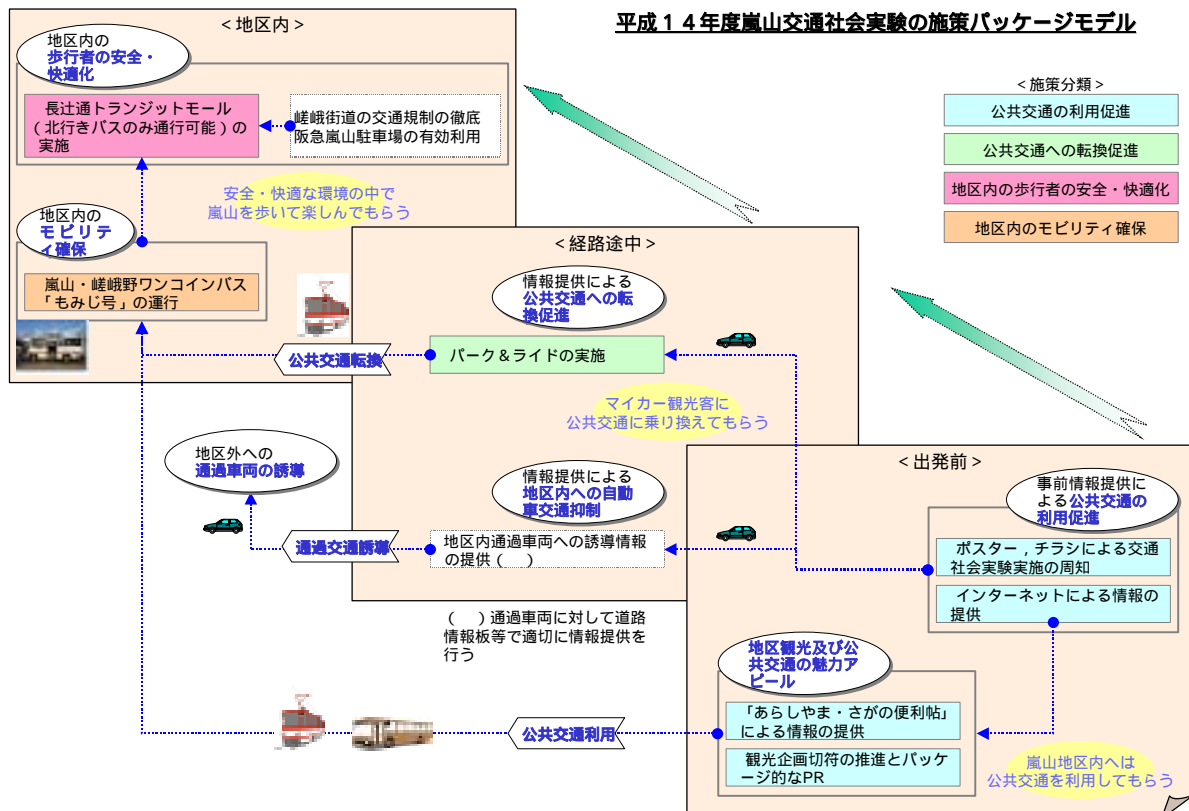 平成１４年度嵐山交通社会実験の施策パッケージモデル
＜地区内＞
地区内の
歩行者の安全・
快適化
長辻通トランジットモール
（北行きバスのみ通行可能）の
実施
嵯峨街道の交通規制の徹底
阪急嵐山駐車場の有効利用
安全・快適な環境の中で
嵐山を歩いて楽しんでもらう
地区内の
モビリテ
ィ確保
嵐山・嵯峨野ワンコインバス
「もみじ号」の運行
＜施策分類＞
公共交通の利用促進
公共交通への転換促進
地区内の歩行者の安全・快適化
地区内のモビリティ確保
＜経路途中＞
情報提供による
公共交通への転
換促進
公共交通転換
パーク＆ライドの実施
マイカー観光客に
公共交通に乗り換えてもらう
地区外への
通過車両の誘導
情報提供による
地区内への自動
車交通抑制
通過交通誘導
地区内通過車両への誘導情報
の提供（　）
（　）通過車両に対して道路
情報板等で適切に情報提供を
行う
＜出発前＞
事前情報提供に
よる公共交通の
利用促進
ポスター，チラシによる交通
社会実験実施の周知
インターネットによる情報の
提供
地区観光及び公
共交通の魅力ア
ピール
公共交通利用
「あらしやま・さがの便利帖」
による情報の提供
観光企画切符の推進とパッケ
ージ的なPR
嵐山地区内へは
公共交通を利用してもらう